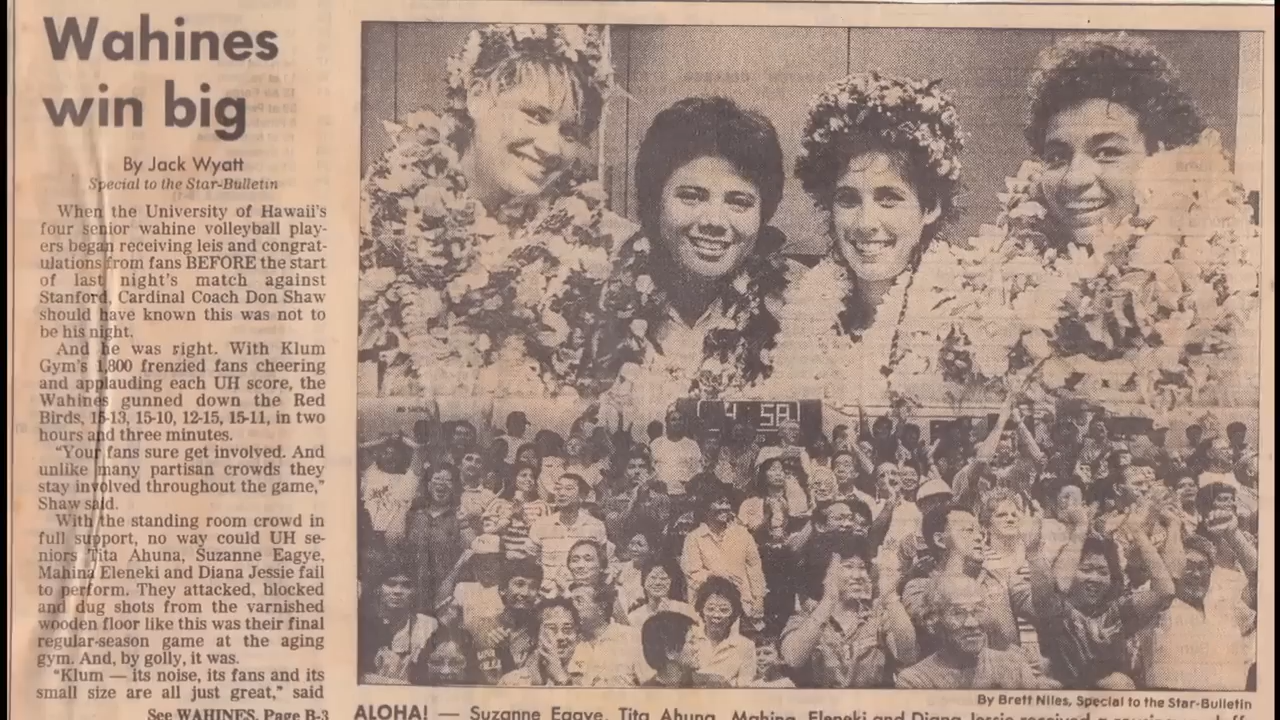 Wahines
win big
By Jack Wyatt
Special to the Star-Bulletin
When the University of Hawaii's
four senior wahine volleyball play-
ers began receiving leis and congrat-
ulations from fans BEFORE the start
of last night's match against
Stanford, Cardinal Coach Don Shaw
should have known this was not to
be his night.
And he was right. With Klum
Gym's 1,800 frenzied fans cheering
and applauding each UH score, the
Wahines gunned down the Red
Birds, 15-13, 15-10, 12-15, 15-11, in two
hours and three minutes.
"Your fans sure get involved. And
unlike many partisan crowds they
stay involved throughout the game,"
Shaw said.
With the standing room crowd in
full support, no way could UH se-
niors Tita Ahuna, Suzanne Eagye,
Mahina Eleneki and Diana Jessie fail
to perform. They attacked, blocked
and dug shots from the varnished
wooden floor like this was their final
regular-season game at the aging
gym. And, by golly, it was.
"Klum — its noise, its fans and its
small size are all just great," said
See WAHINES, Page B-3
4 58
By Brett Niles, Special to the Star-Bulletin
ALOHA! — Suzanne Eagye, Tita Ahuna, Mahina Eleneki and Diana Jessie received a